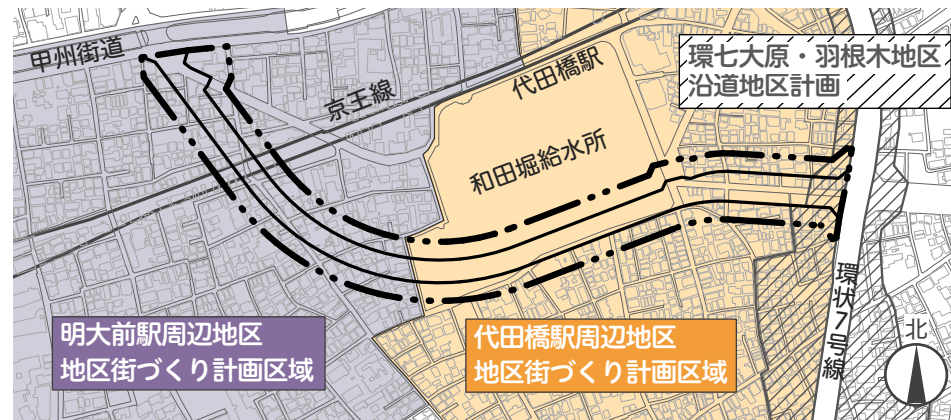 甲州街道
京王線
代田橋駅
環七大原・羽根木地区
沿道地区計画
和田堀給水所
環状7号線
北
明大前駅周辺地区
地区街づくり計画区域
代田橋駅周辺地区
地区街づくり計画区域